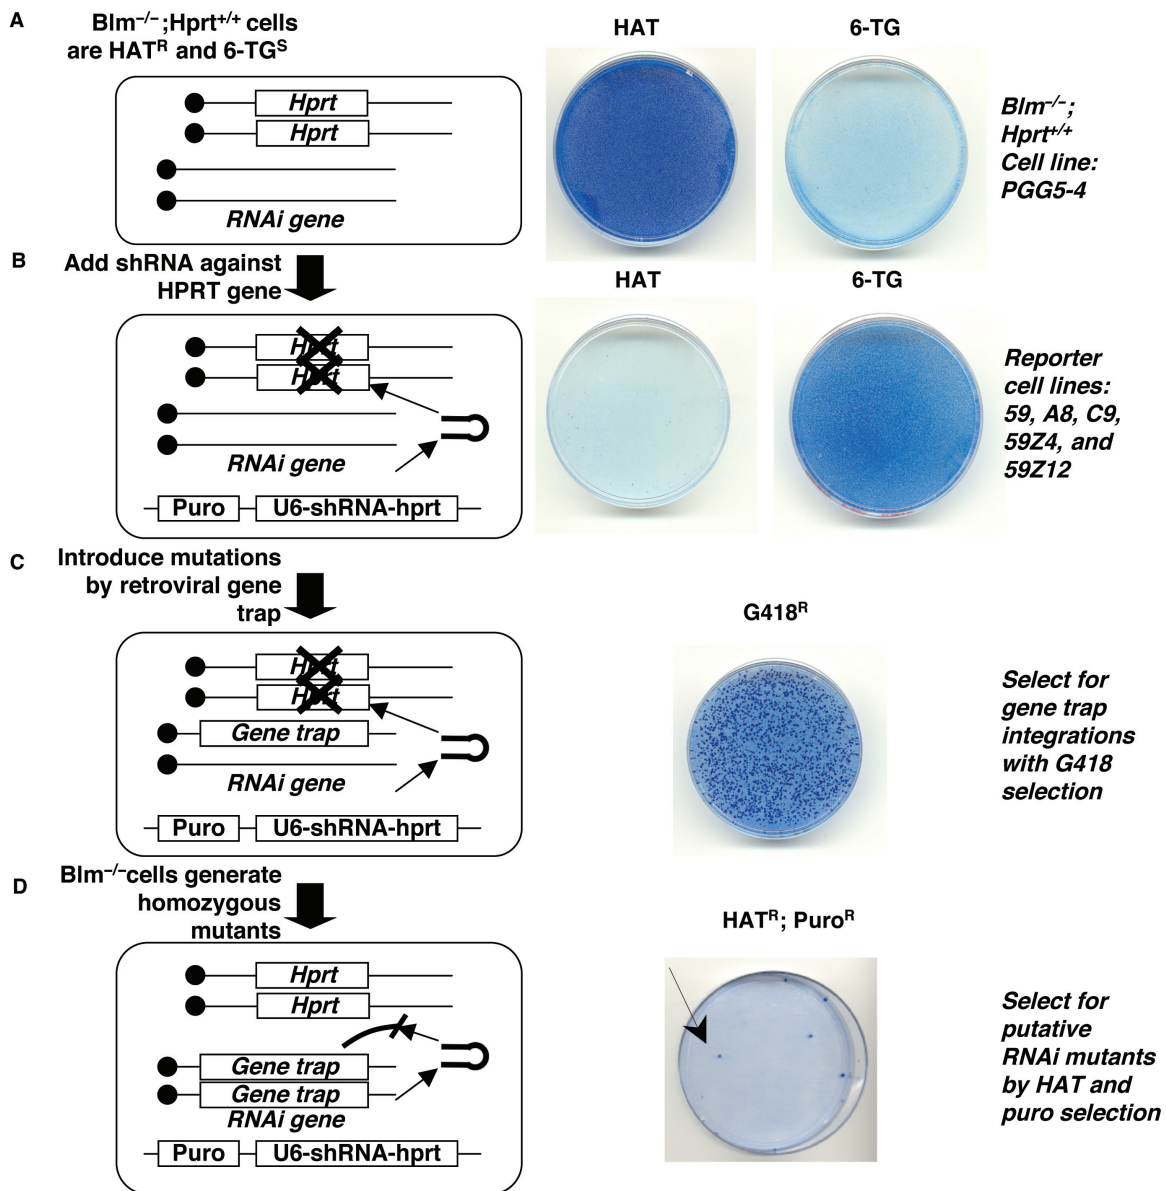 A
Blm–/–;Hprt+/+ cells
are HATR and 6-TGS
HAT
6-TG
Hprt
Hprt
RNAi gene
Blm–/–;
Hprt+/+
Cell line:
PGG5-4
B
Add shRNA against
HPRT gene
HAT
6-TG
Hprt
Hprt
RNAi gene
Puro
U6-shRNA-hprt
Reporter
cell lines:
59, A8, C9,
59Z4, and
59Z12
C
Introduce mutations
by retroviral gene
trap
G418R
Hprt
Hprt
Gene trap
RNAi gene
Puro
U6-shRNA-hprt
Select for
gene trap
integrations
with G418
selection
D
Blm–/–cells generate
homozygous
mutants
HATR; PuroR
Hprt
Hprt
Gene trap
Gene trap
RNAi gene
Puro
U6-shRNA-hprt
Select for
putative
RNAi mutants
by HAT and
puro selection